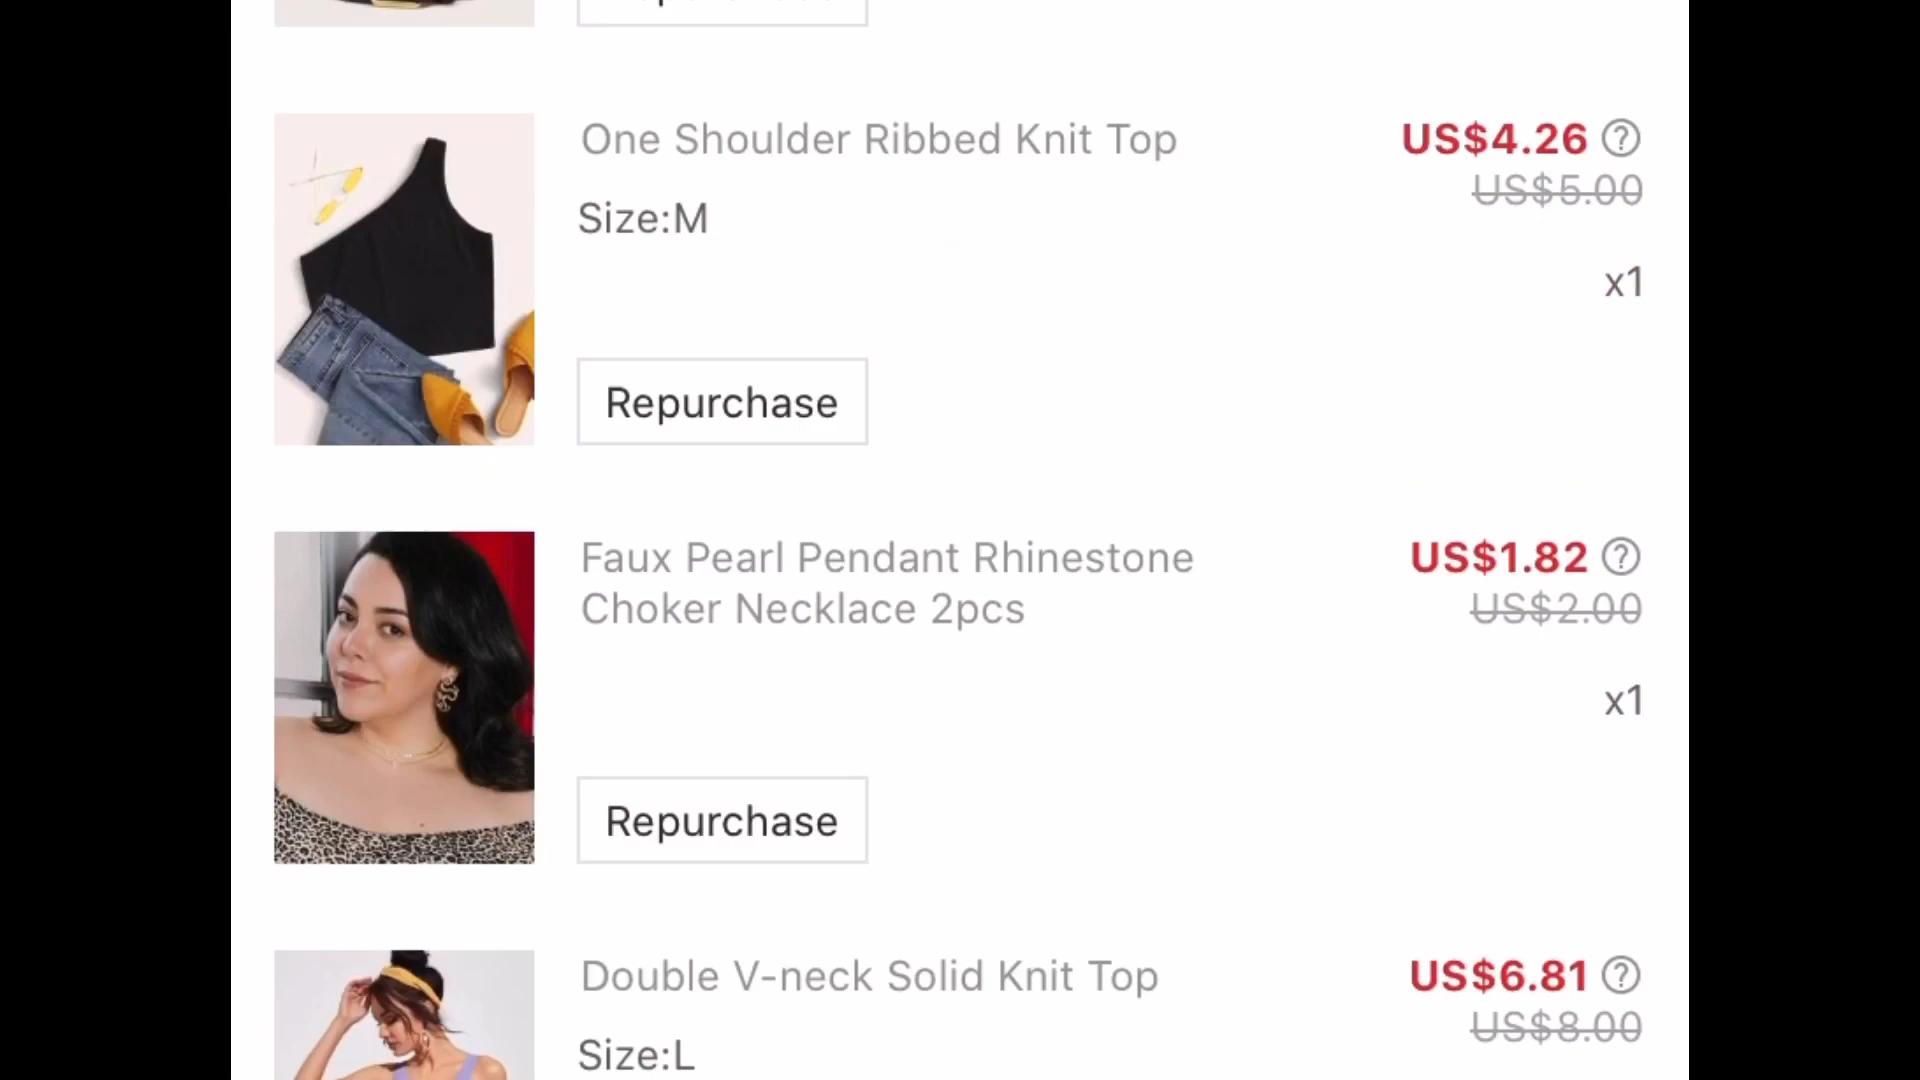 One Shoulder Ribbed Knit Top
US$4.26 ?
US$5.00
Size:M
x1
Repurchase
Faux Pearl Pendant Rhinestone
US$1.82 ?
Choker Necklace 2pcs
US$2.00
x1
Repurchase
Double V-neck Solid Knit Top
US$6.81 ?
US$8.00
Size:L